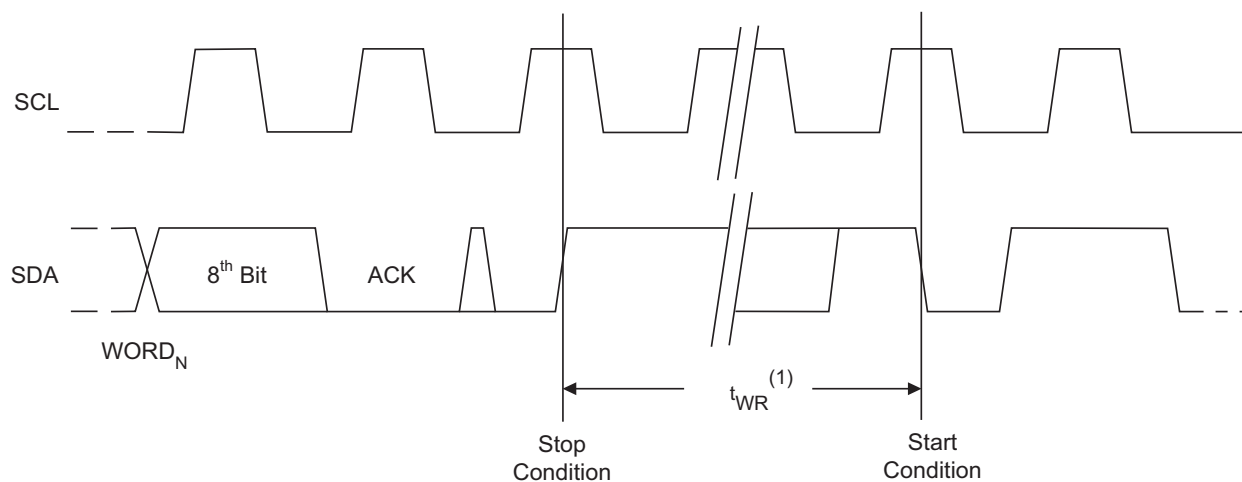 SCL
SDA
8th Bit
ACK
WORDN
tWR(1)
Stop
Condition
Start
Condition